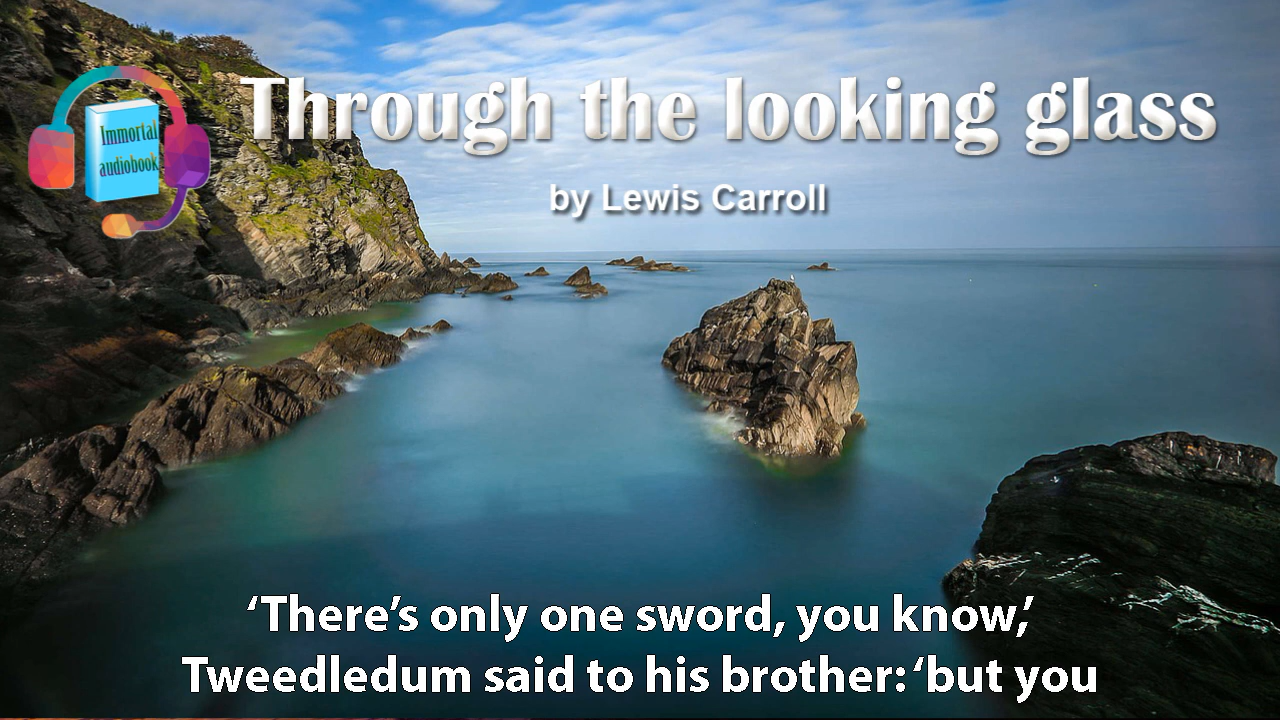 Through the looking glass
Immortal
audiobook
by Lewis Carroll
‘There’s only one sword, you know,’
Tweedledum said to his brother: ‘but you